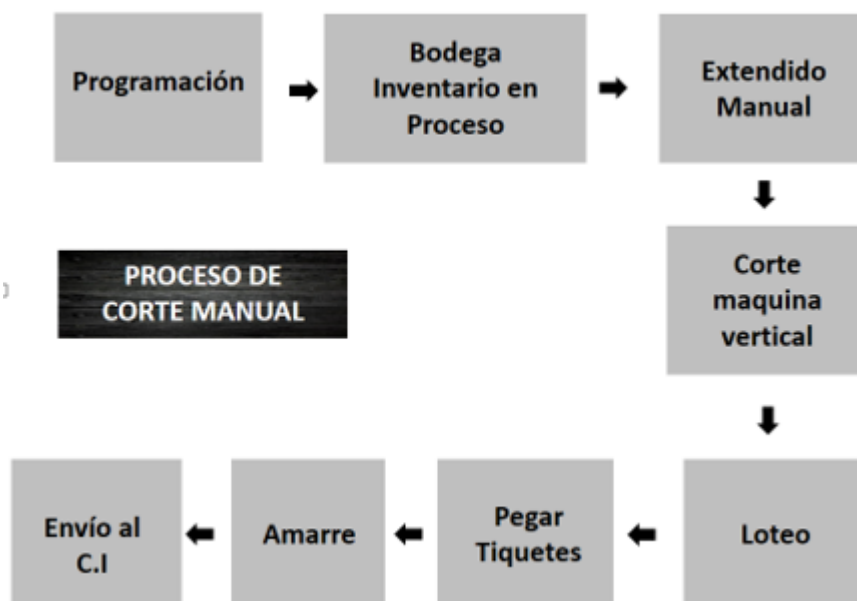 Programación
Bodega
Inventario en
Proceso
Extendido
Manual
PROCESO DE
CORTE MANUAL
Corte
maquina
vertical
Loteo
Pegar
Tiquetes
Amarre
Envío al
C.I